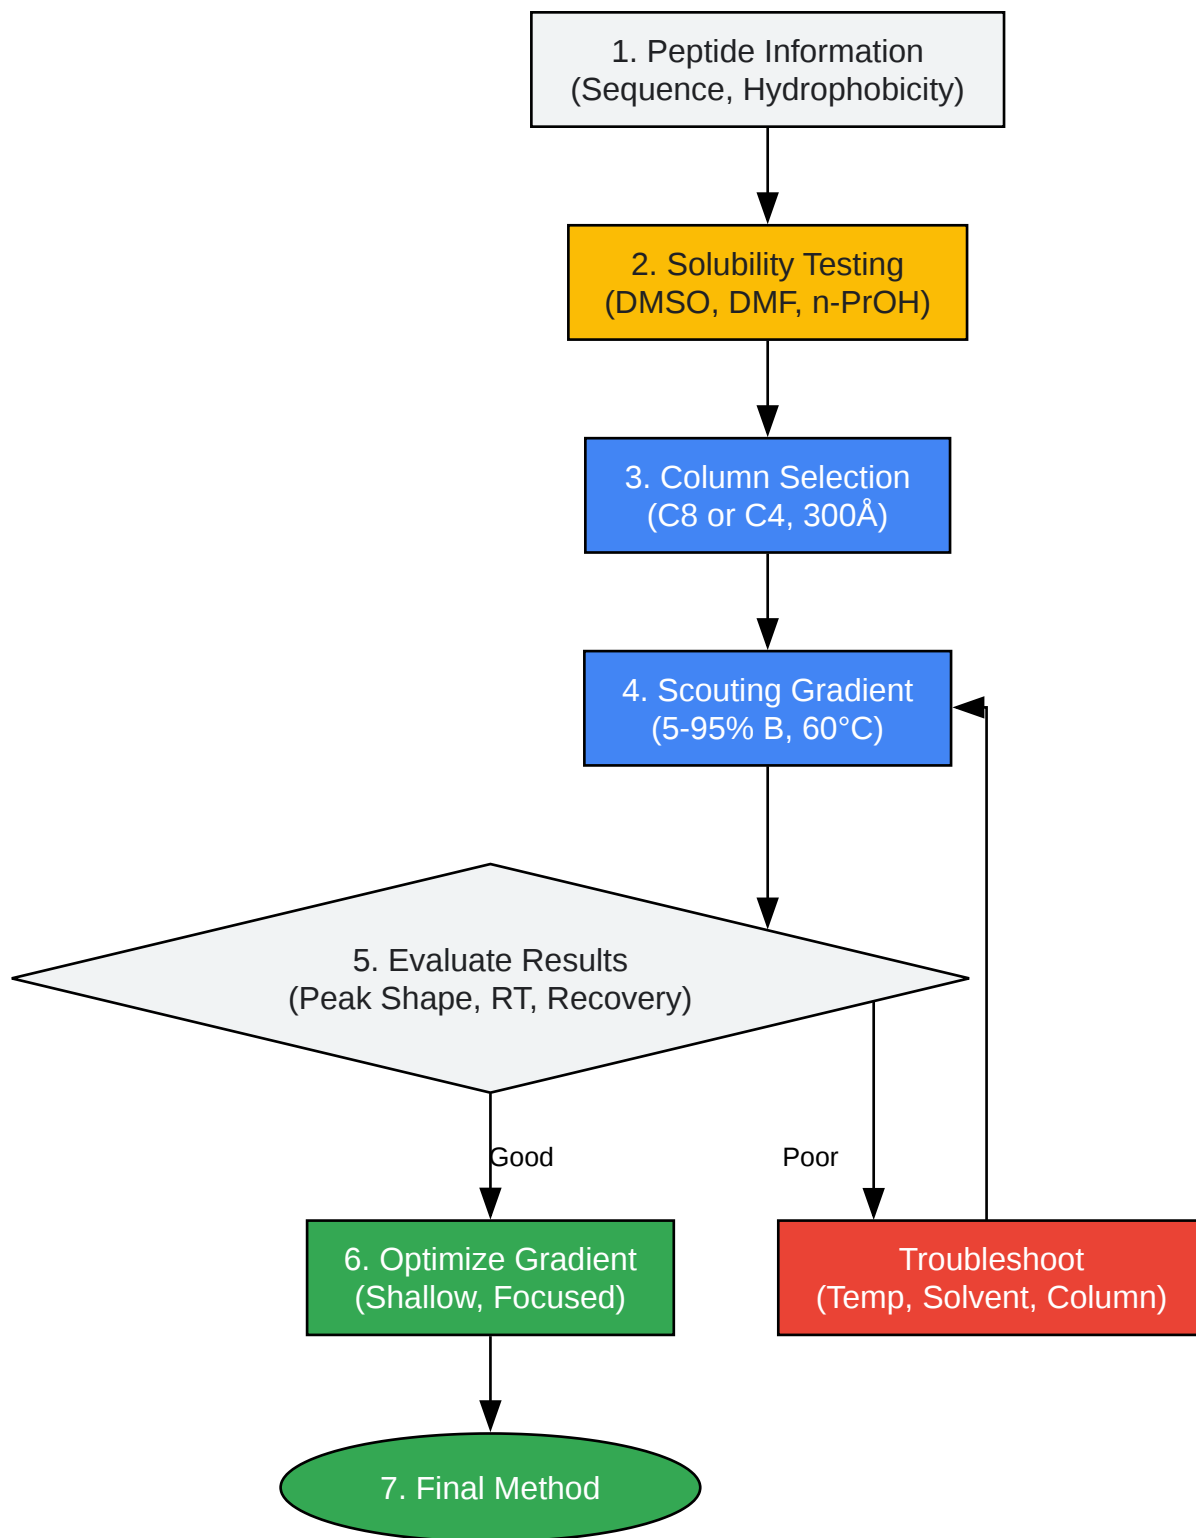 1. Peptide Information
(Sequence, Hydrophobicity)
2. Solubility Testing
(DMSO, DMF, n-PrOH)
3. Column Selection
(C8 or C4, 300Å)
4. Scouting Gradient
(5-95% B, 60°C)
5. Evaluate Results
(Peak Shape, RT, Recovery)
Good
Poor
6. Optimize Gradient
(Shallow, Focused)
Troubleshoot
(Temp, Solvent, Column)
7. Final Method